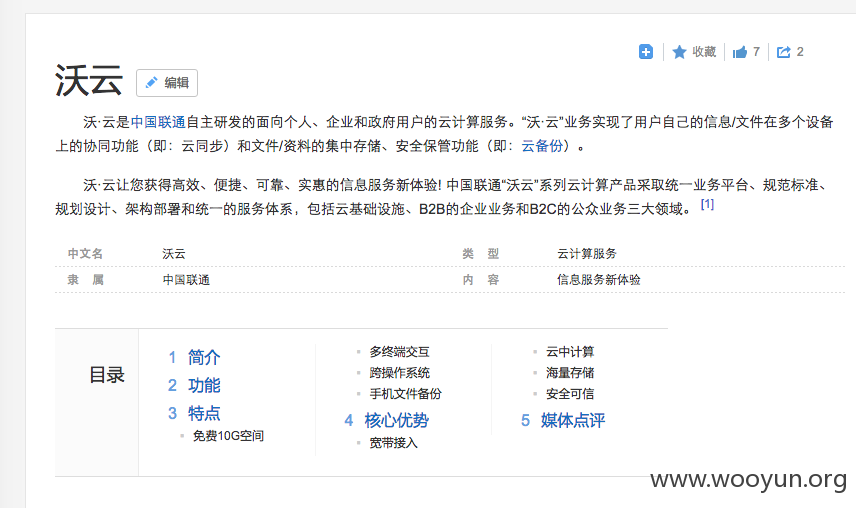 收藏 7 2
沃云 编辑
沃·云是中国联通自主研发的面向个人、企业和政府用户的云计算服务。“沃·云”业务实现了用户自己的信息/文件在多个设备
上的协同功能（即：云同步）和文件/资料的集中存储、安全保管功能（即：云备份）。
沃·云让您获得高效、便捷、可靠、实惠的信息服务新体验! 中国联通“沃云”系列云计算产品采取统一业务平台、规范标准、
规划设计、架构部署和统一的服务体系，包括云基础设施、B2B的企业业务和B2C的公众业务三大领域。 [1]
中文名 沃云 类 型 云计算服务
隶 属 中国联通 内 容 信息服务新体验
目录
1 简介
2 功能
3 特点
免费10G空间
多终端交互
跨操作系统
手机文件备份
4 核心优势
宽带接入
云中计算
海量存储
安全可信
5 媒体点评
www.wooyun.org